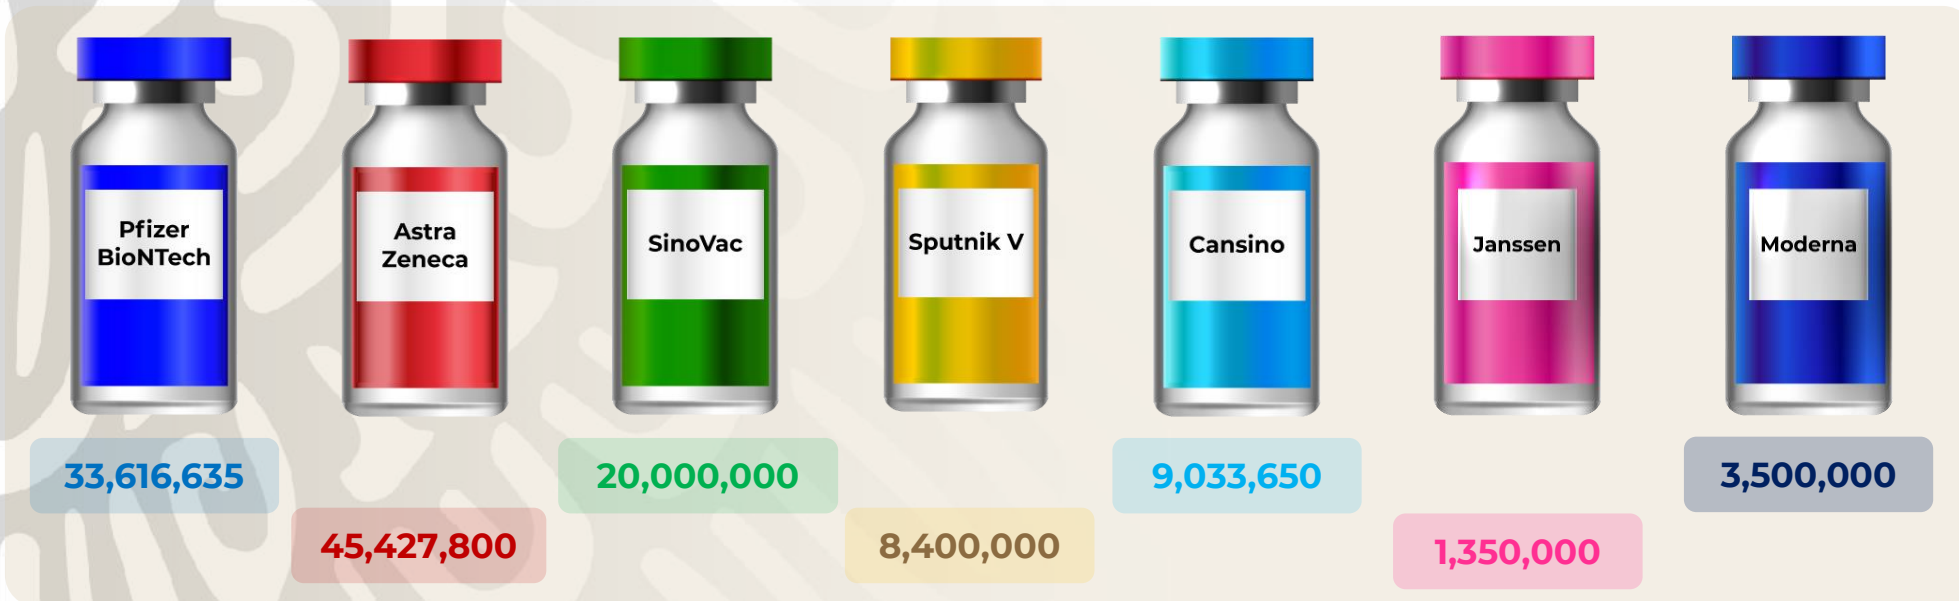 Pfizer
BioNTech
Astra
Zeneca
SinoVac
Sputnik V
Cansino
Janssen
Moderna
33,616,635
45,427,800
20,000,000
8,400,000
9,033,650
1,350,000
3,500,000